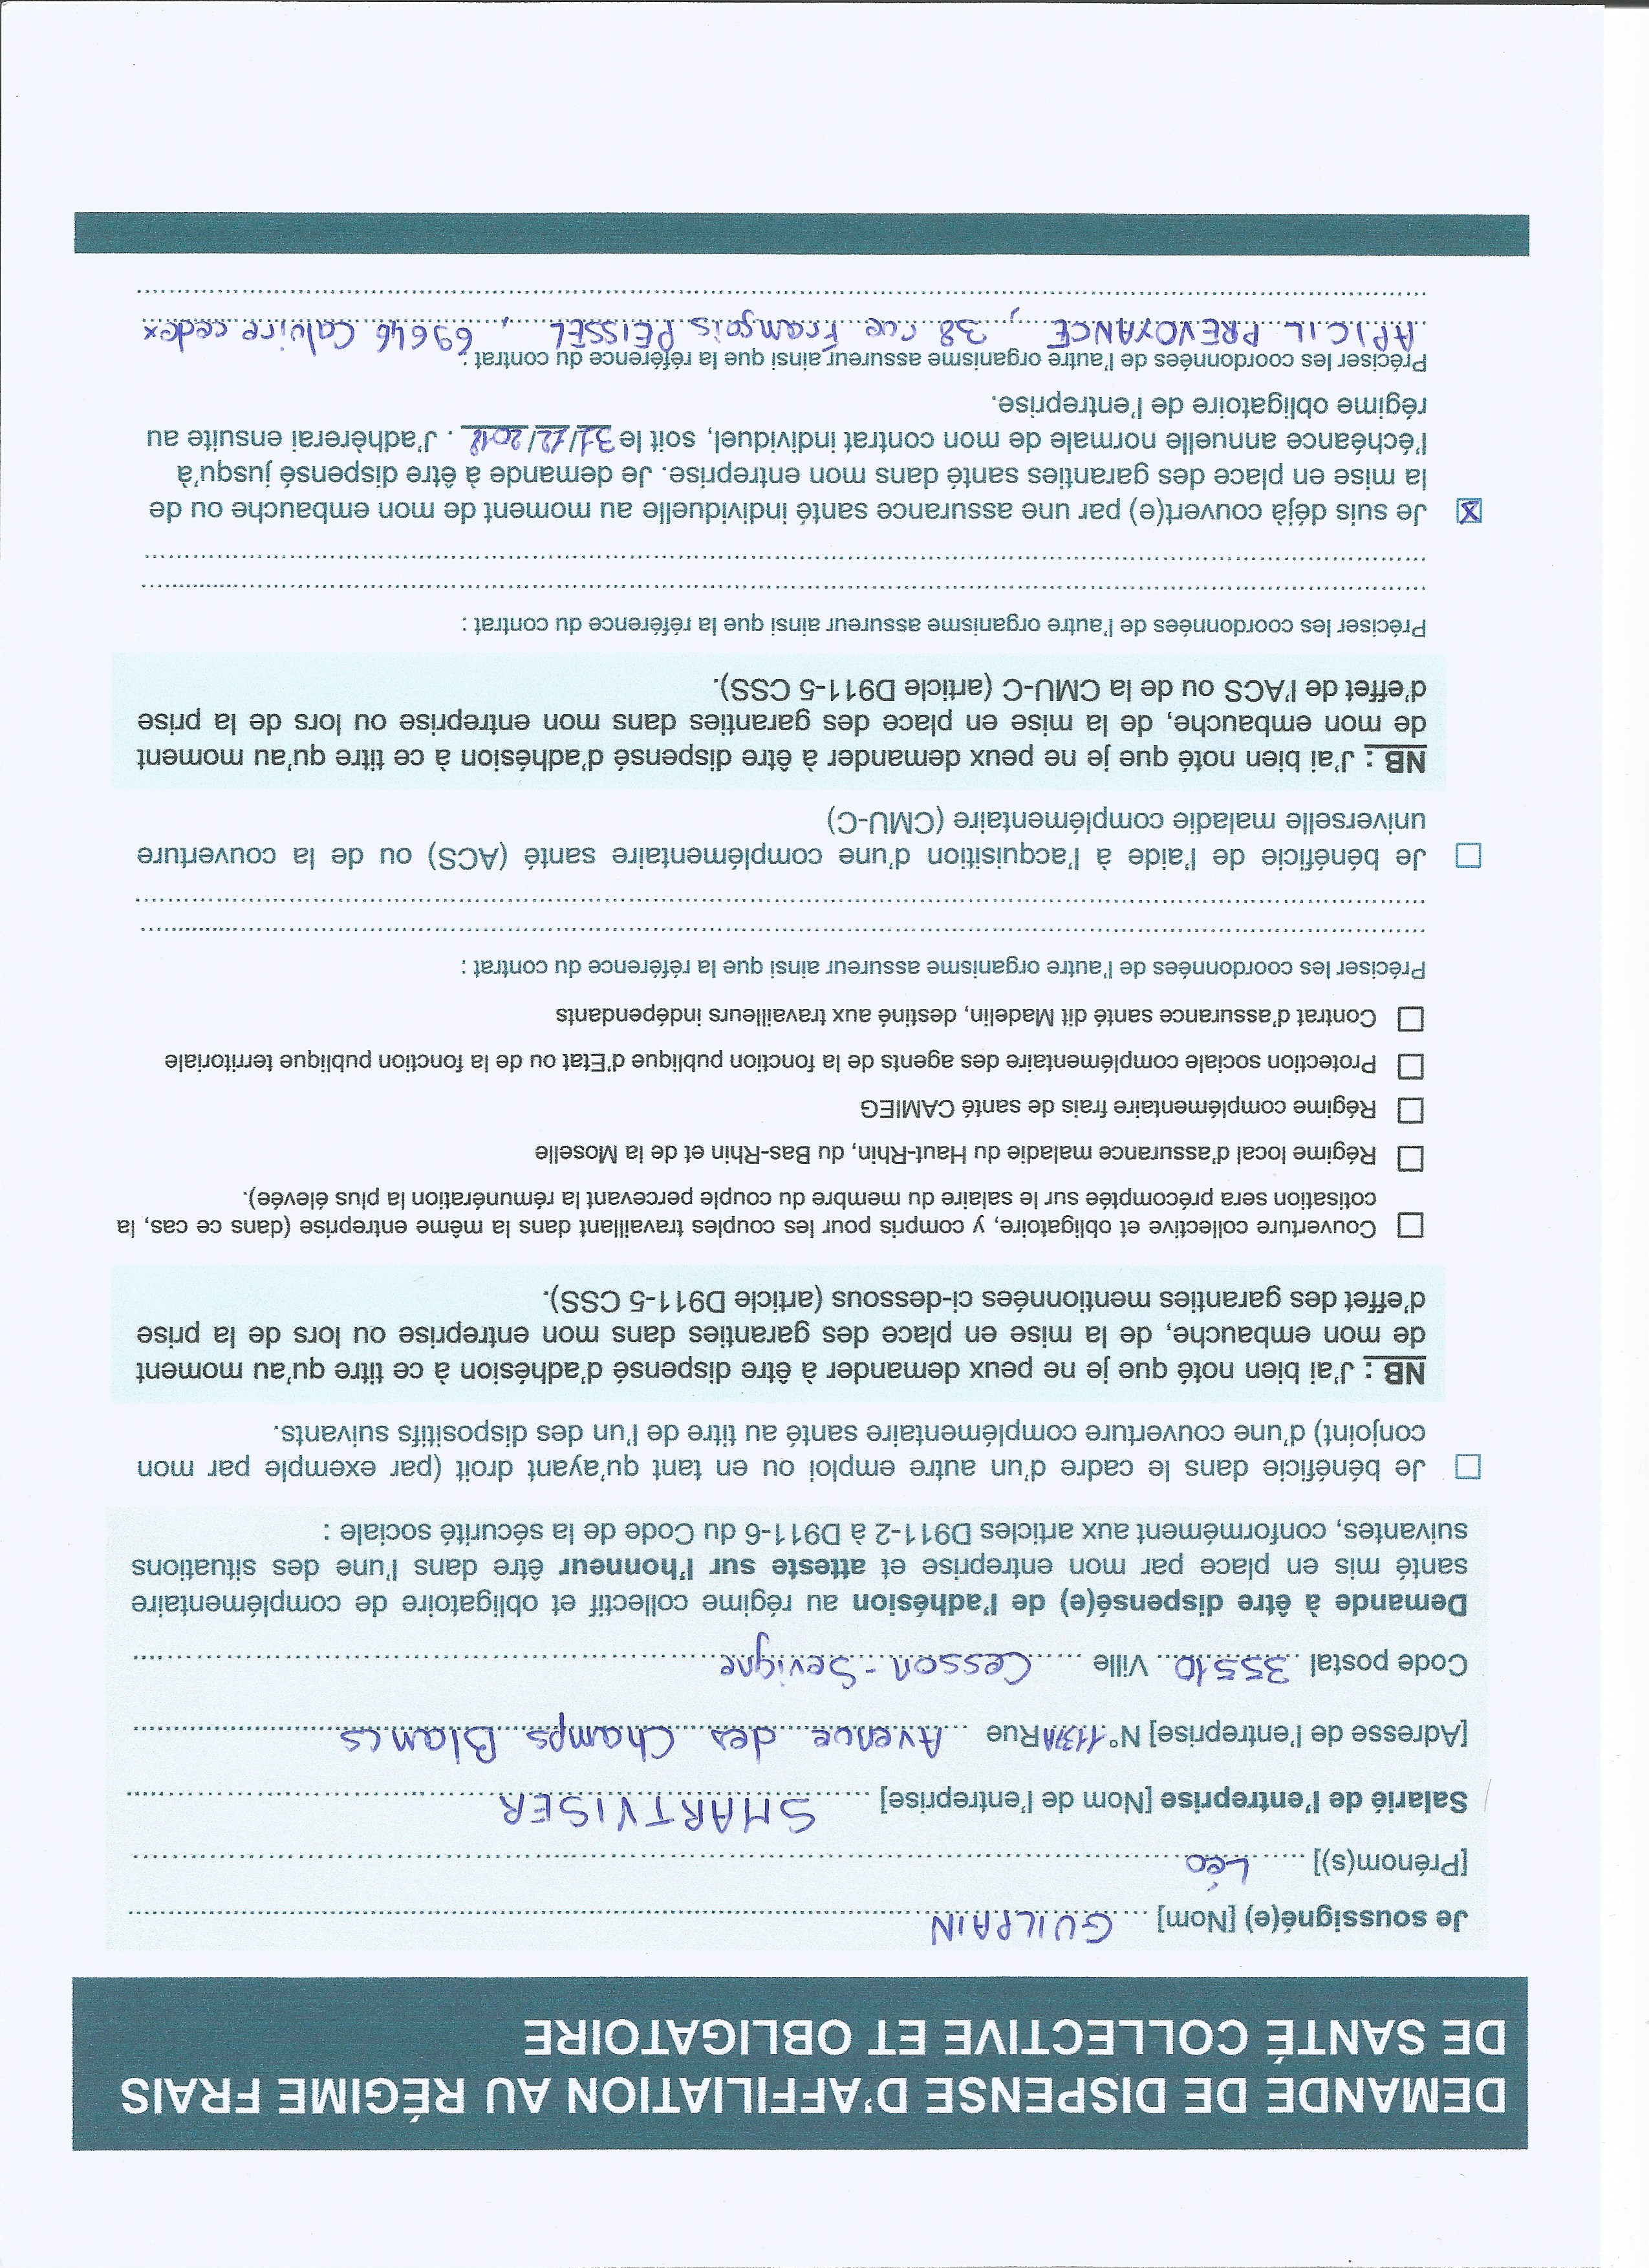 DEMANDE DE DISPENSE D'AFFILIATION AU RÉGIME FRAIS
DE SANTÉ COLLECTIVE ET OBLIGATOIRE
Je soussigné(e) [Nom] GUILPAIN
[Prénom(s)] Léo
Salarié de l'entreprise [Nom de l'entreprise] SMARTVISER
[Adresse de l'entreprise] N° 1137A Rue Avenue des Champs Blancs
Code postal 35510 Ville Cesson-Sevigne
Demande à être dispensé(e) de l'adhésion au régime collectif et obligatoire de complémentaire
santé mis en place par mon entreprise et atteste sur l'honneur être dans l'une des situations
suivantes, conformément aux articles D911-2 à D911-6 du Code de la sécurité sociale :
☐ Je bénéficie dans le cadre d'un autre emploi ou en tant qu'ayant droit (par exemple par mon
conjoint) d'une couverture complémentaire santé au titre de l'un des dispositifs suivants.
NB : J'ai bien noté que je ne peux demander à être dispensé d'adhésion à ce titre qu'au moment
de mon embauche, de la mise en place des garanties dans mon entreprise ou lors de la prise
d'effet des garanties mentionnées ci-dessous (article D911-5 CSS).
☐ Couverture collective et obligatoire, y compris pour les couples travaillant dans la même entreprise (dans ce cas, la
cotisation sera précomptée sur le salaire du membre du couple percevant la rémunération la plus élevée).
☐ Régime local d'assurance maladie du Haut-Rhin, du Bas-Rhin et de la Moselle
☐ Régime complémentaire frais de santé CAMIEG
☐ Protection sociale complémentaire des agents de la fonction publique d'Etat ou de la fonction publique territoriale
☐ Contrat d'assurance santé dit Madelin, destiné aux travailleurs indépendants
Préciser les coordonnées de l'autre organisme assureur ainsi que la référence du contrat :
☐ Je bénéficie de l'aide à l'acquisition d'une complémentaire santé (ACS) ou de la couverture
universelle maladie complémentaire (CMU-C)
NB : J'ai bien noté que je ne peux demander à être dispensé d'adhésion à ce titre qu'au moment
de mon embauche, de la mise en place des garanties dans mon entreprise ou lors de la prise
d'effet de l'ACS ou de la CMU-C (article D911-5 CSS).
Préciser les coordonnées de l'autre organisme assureur ainsi que la référence du contrat :
☒ Je suis déjà couvert(e) par une assurance santé individuelle au moment de mon embauche ou de
la mise en place des garanties santé dans mon entreprise. Je demande à être dispensé jusqu'à
l'échéance annuelle normale de mon contrat individuel, soit le 31/12/2018. J'adhèrerai ensuite au
régime obligatoire de l'entreprise.
Préciser les coordonnées de l'autre organisme assureur ainsi que la référence du contrat :
APICIL PREVOYANCE, 38 rue François PEISSEL, 69646 Caluire cedex